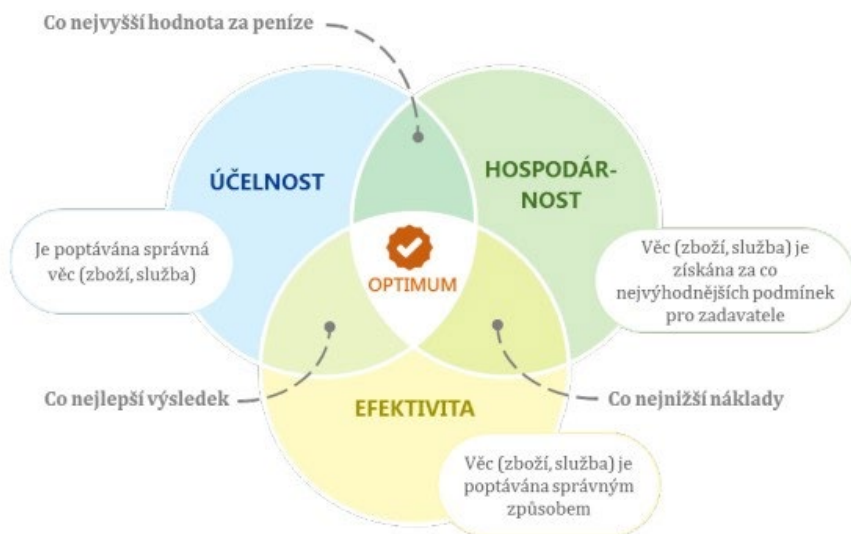 Co nejvyšší hodnota za peníze
ÚČELNOST
HOSPODÁR-
NOST
Je poptávána správná
věc (zboží, služba)
OPTIMUM
Věc (zboží, služba) je
získána za co
nejvýhodnějších podmínek
pro zadavatele
Co nejlepší výsledek
EFEKTIVITA
Co nejnižší náklady
Věc (zboží, služba) je
poptávána správným
způsobem